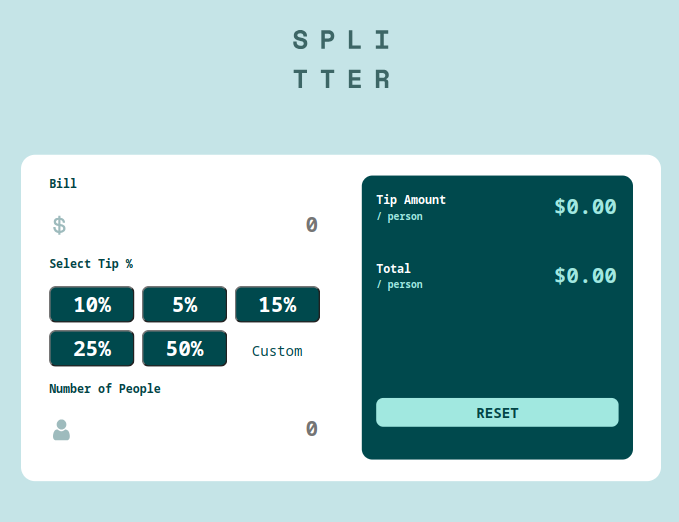 SPLI
TTER
Bill
$ 0
Select Tip %
10% 5% 15%
25% 50% Custom
Number of People
0
Tip Amount $0.00
/ person
Total $0.00
/ person
RESET